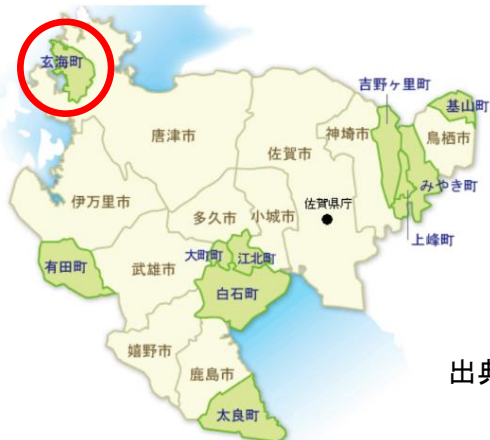 玄海町
吉野ヶ里町
基山町
唐津市
佐賀市
神埼市
鳥栖市
みやき町
伊万里市
多久市
小城市
佐賀県庁
上峰町
有田町
武雄市
大町町
江北町
白石町
嬉野市
鹿島市
太良町
出典